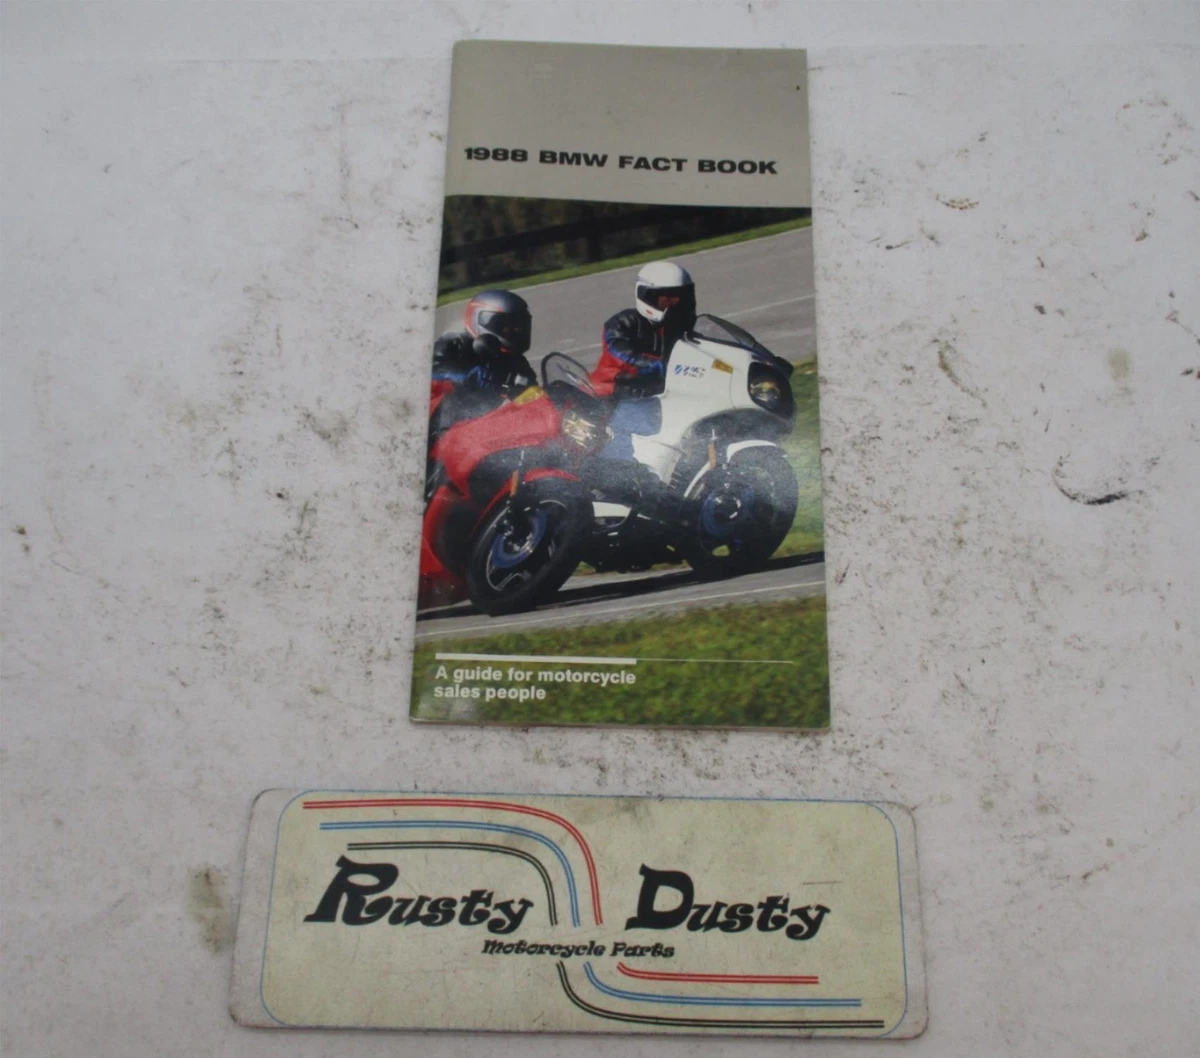 1988 BMW FACT BOOK
A guide for motorcycle
sales people
Rusty Dusty
Motorcycle Parts